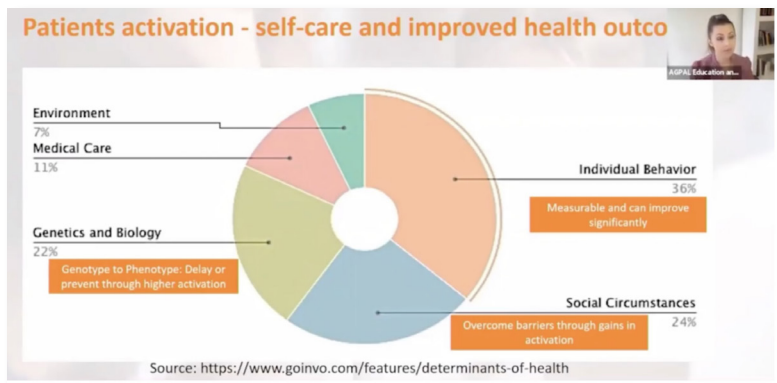 Patients activation - self-care and improved health outco
AGPAL Education an...
Environment
7%
Medical Care
11%
Genetics and Biology
22%
Genotype to Phenotype: Delay or
prevent through higher activation
Individual Behavior
36%
Measurable and can improve
significantly
Social Circumstances
24%
Overcome barriers through gains in
activation
Source: https://www.goinvo.com/features/determinants-of-health